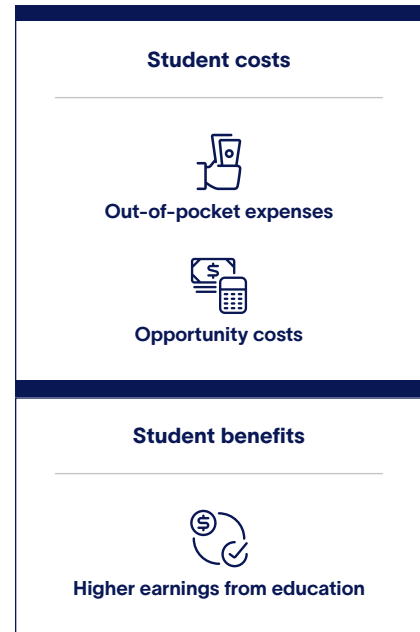 Student costs
Out-of-pocket expenses
$
Opportunity costs
Student benefits
$
Higher earnings from education